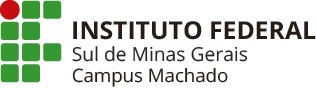 INSTITUTO FEDERAL
Sul de Minas Gerais
Campus Machado